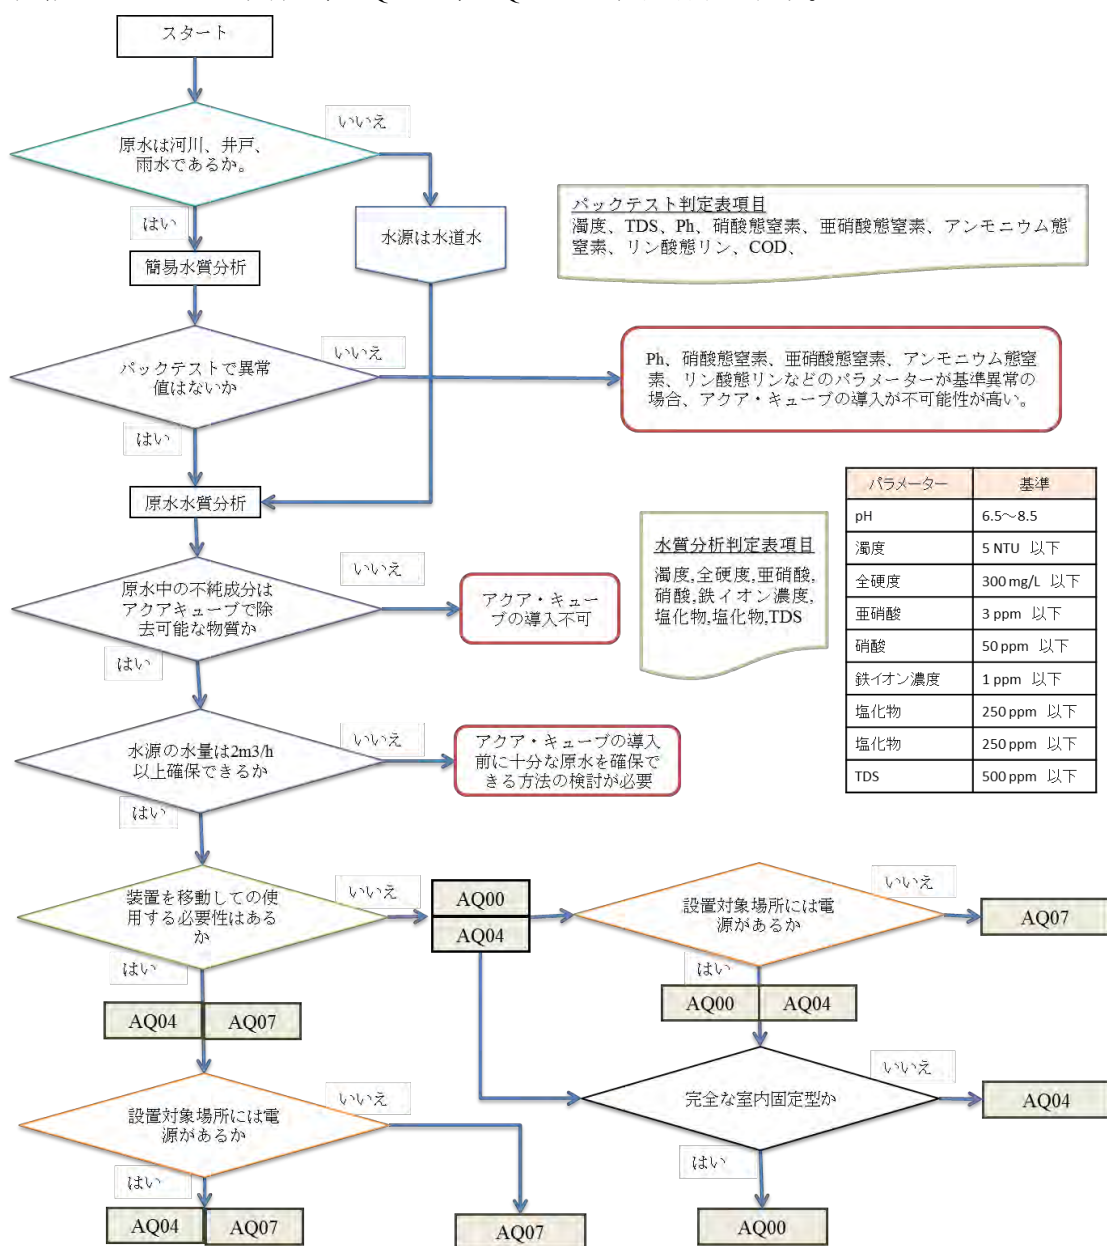 スタート
いいえ
原水は河川、井戸、
雨水であるか。
はい
水源は水道水
簡易水質分析
パックテスト判定表項目
濁度、TDS、Ph、硝酸態窒素、亜硝酸態窒素、アンモニウム態
窒素、リン酸態リン、COD、
いいえ
パックテストで異常
値はないか
はい
Ph、硝酸態窒素、亜硝酸態窒素、アンモニウム態窒
素、リン酸態リンなどのパラメーターが基準異常の
場合、アクア・キューブの導入が不可能性が高い。
原水水質分析
パラメーター 基準
pH 6.5～8.5
濁度 5 NTU 以下
全硬度 300 mg/L 以下
亜硝酸 3 ppm 以下
硝酸 50 ppm 以下
鉄イオン濃度 1 ppm 以下
塩化物 250 ppm 以下
塩化物 250 ppm 以下
TDS 500 ppm 以下
水質分析判定表項目
濁度,全硬度,亜硝酸,
硝酸,鉄イオン濃度,
塩化物,塩化物,TDS
いいえ
原水中の不純成分は
アクアキューブで除
去可能な物質か
はい
アクア・キュー
ブの導入不可
いいえ
水源の水量は2m3/h
以上確保できるか
はい
アクア・キューブの導入
前に十分な原水を確保で
きる方法の検討が必要
いいえ
装置を移動しての使
用する必要性はある
か
はい
AQ00
AQ04
いいえ
設置対象場所には電
源があるか
はい
AQ07
AQ04 AQ07
AQ00 AQ04
いいえ
設置対象場所には電
源があるか
はい
いいえ
完全な室内固定型か
はい
AQ04
AQ04 AQ07
AQ07
AQ00